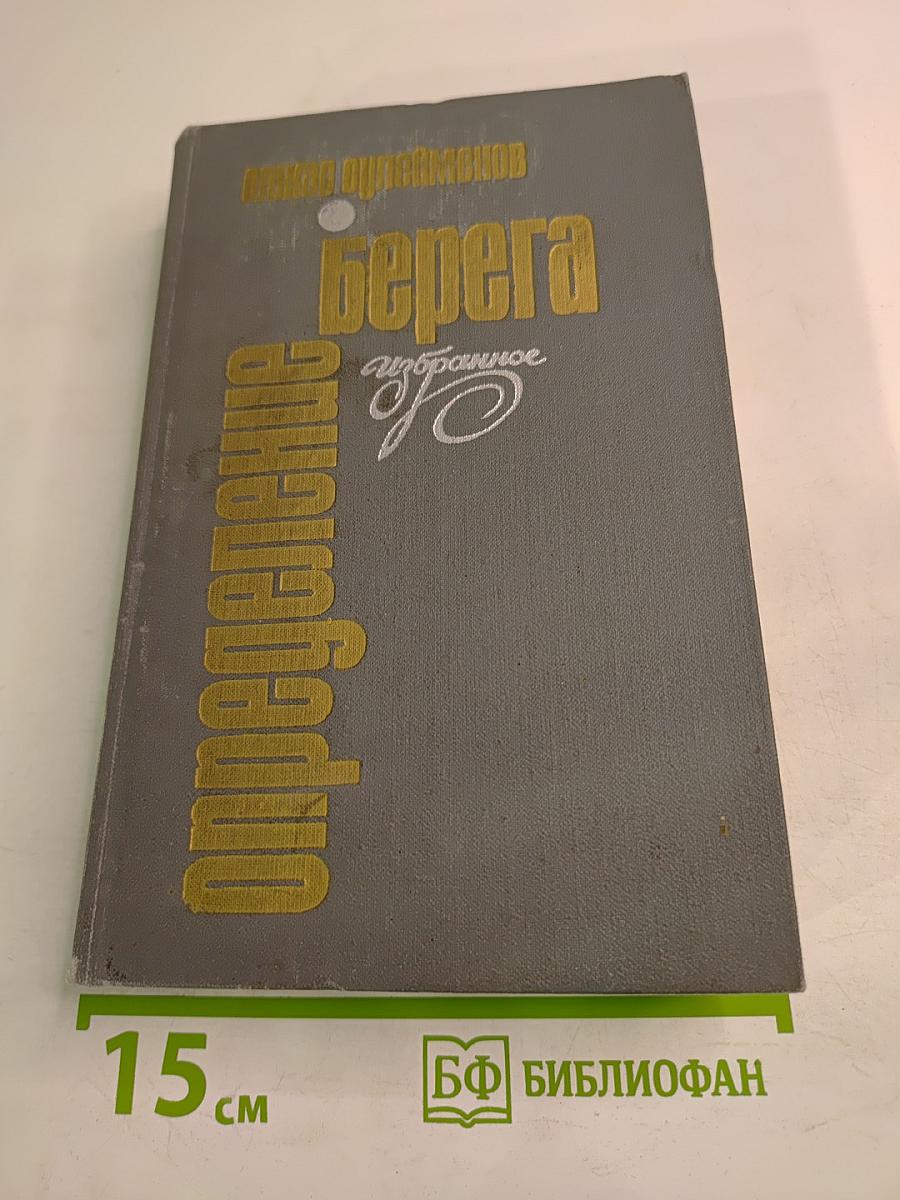 олжас сулейменов
определение
берега
избранное
15 см
БФ БИБЛИОФАН